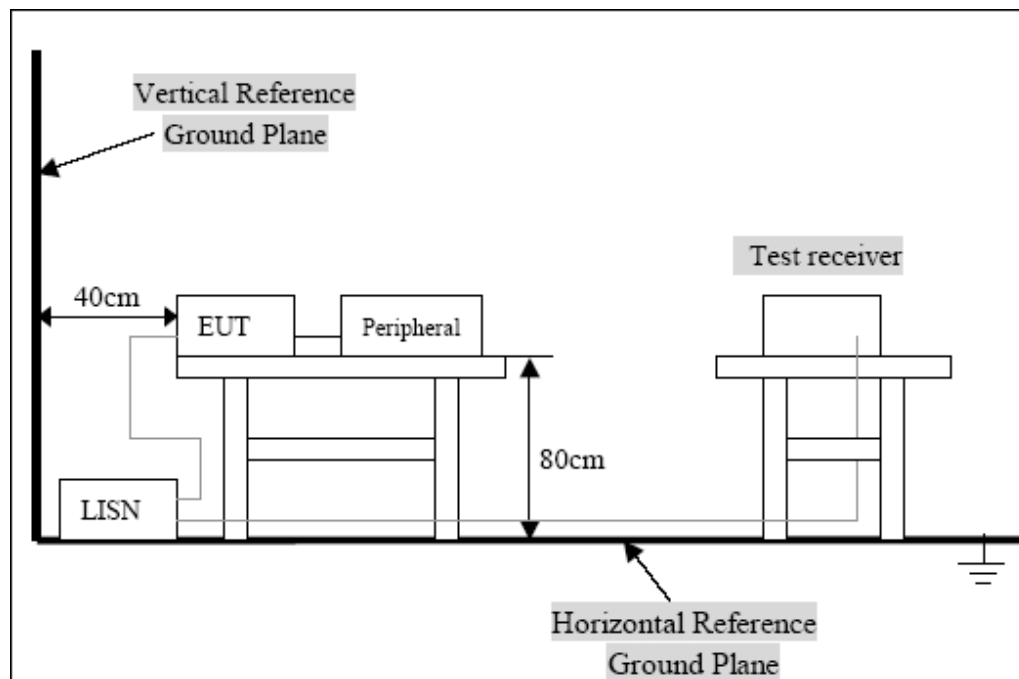 Vertical Reference
Ground Plane
Test receiver
40cm
EUT
Peripheral
80cm
LISN
Horizontal Reference
Ground Plane